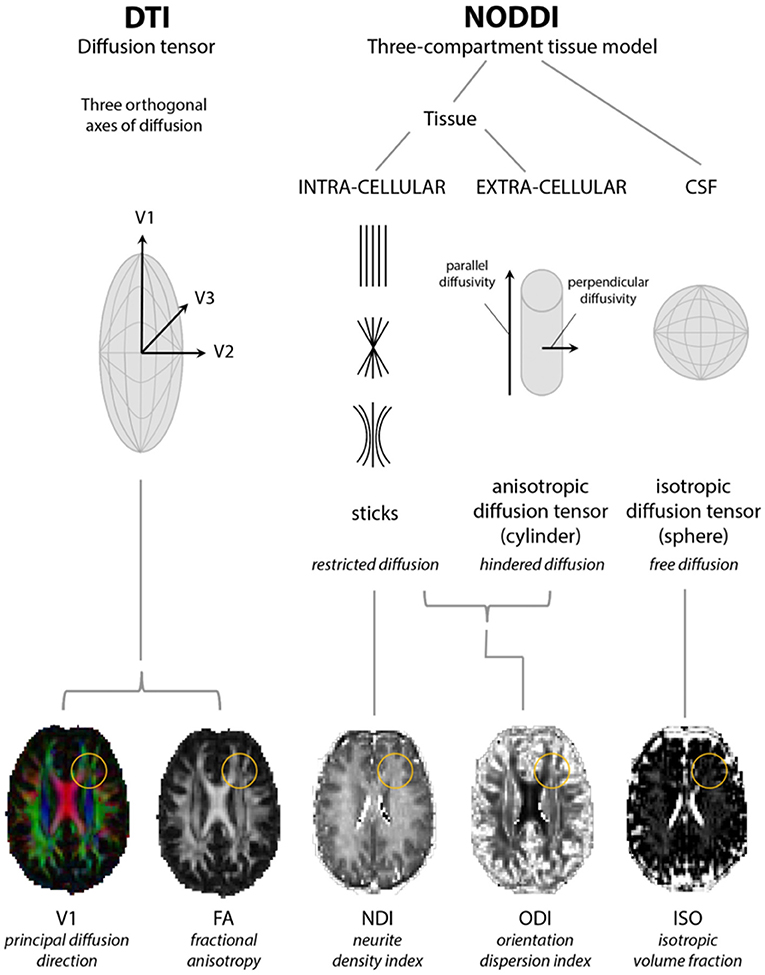 DTI
Diffusion tensor
Three orthogonal
axes of diffusion
V1
V3
V2
NODDI
Three-compartment tissue model
Tissue
INTRA-CELLULAR
EXTRA-CELLULAR
CSF
parallel
diffusivity
perpendicular
diffusivity
sticks
restricted diffusion
anisotropic
diffusion tensor
(cylinder)
hindered diffusion
isotropic
diffusion tensor
(sphere)
free diffusion
V1
principal diffusion
direction
FA
fractional
anisotropy
NDI
neurite
density index
ODI
orientation
dispersion index
ISO
isotropic
volume fraction